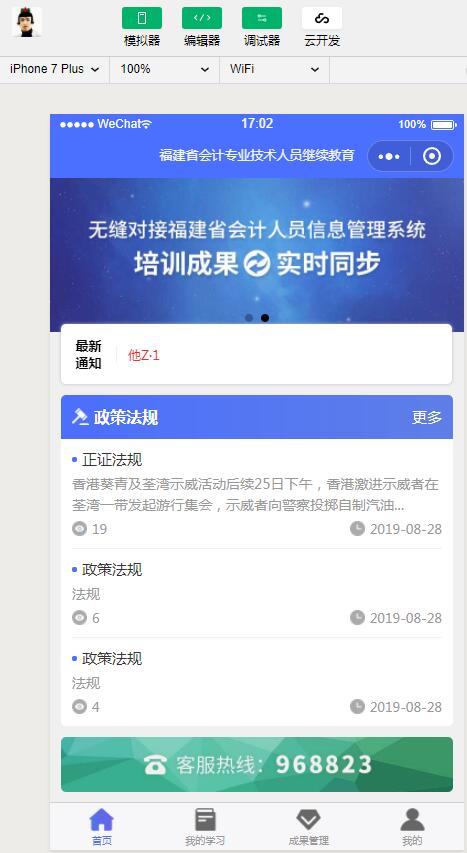 模拟器 编辑器 调试器 云开发
iPhone 7 Plus 100% WiFi
WeChat 17:02 100%
福建省会计专业技术人员继续教育
无缝对接福建省会计人员信息管理系统
培训成果 实时同步
最新
通知
他Z·1
政策法规 更多
正证法规
香港葵青及荃湾示威活动后续25日下午，香港激进示威者在
荃湾一带发起游行集会，示威者向警察投掷自制汽油...
19 2019-08-28
政策法规
法规
6 2019-08-28
政策法规
法规
4 2019-08-28
客服热线：968823
首页 我的学习 成果管理 我的